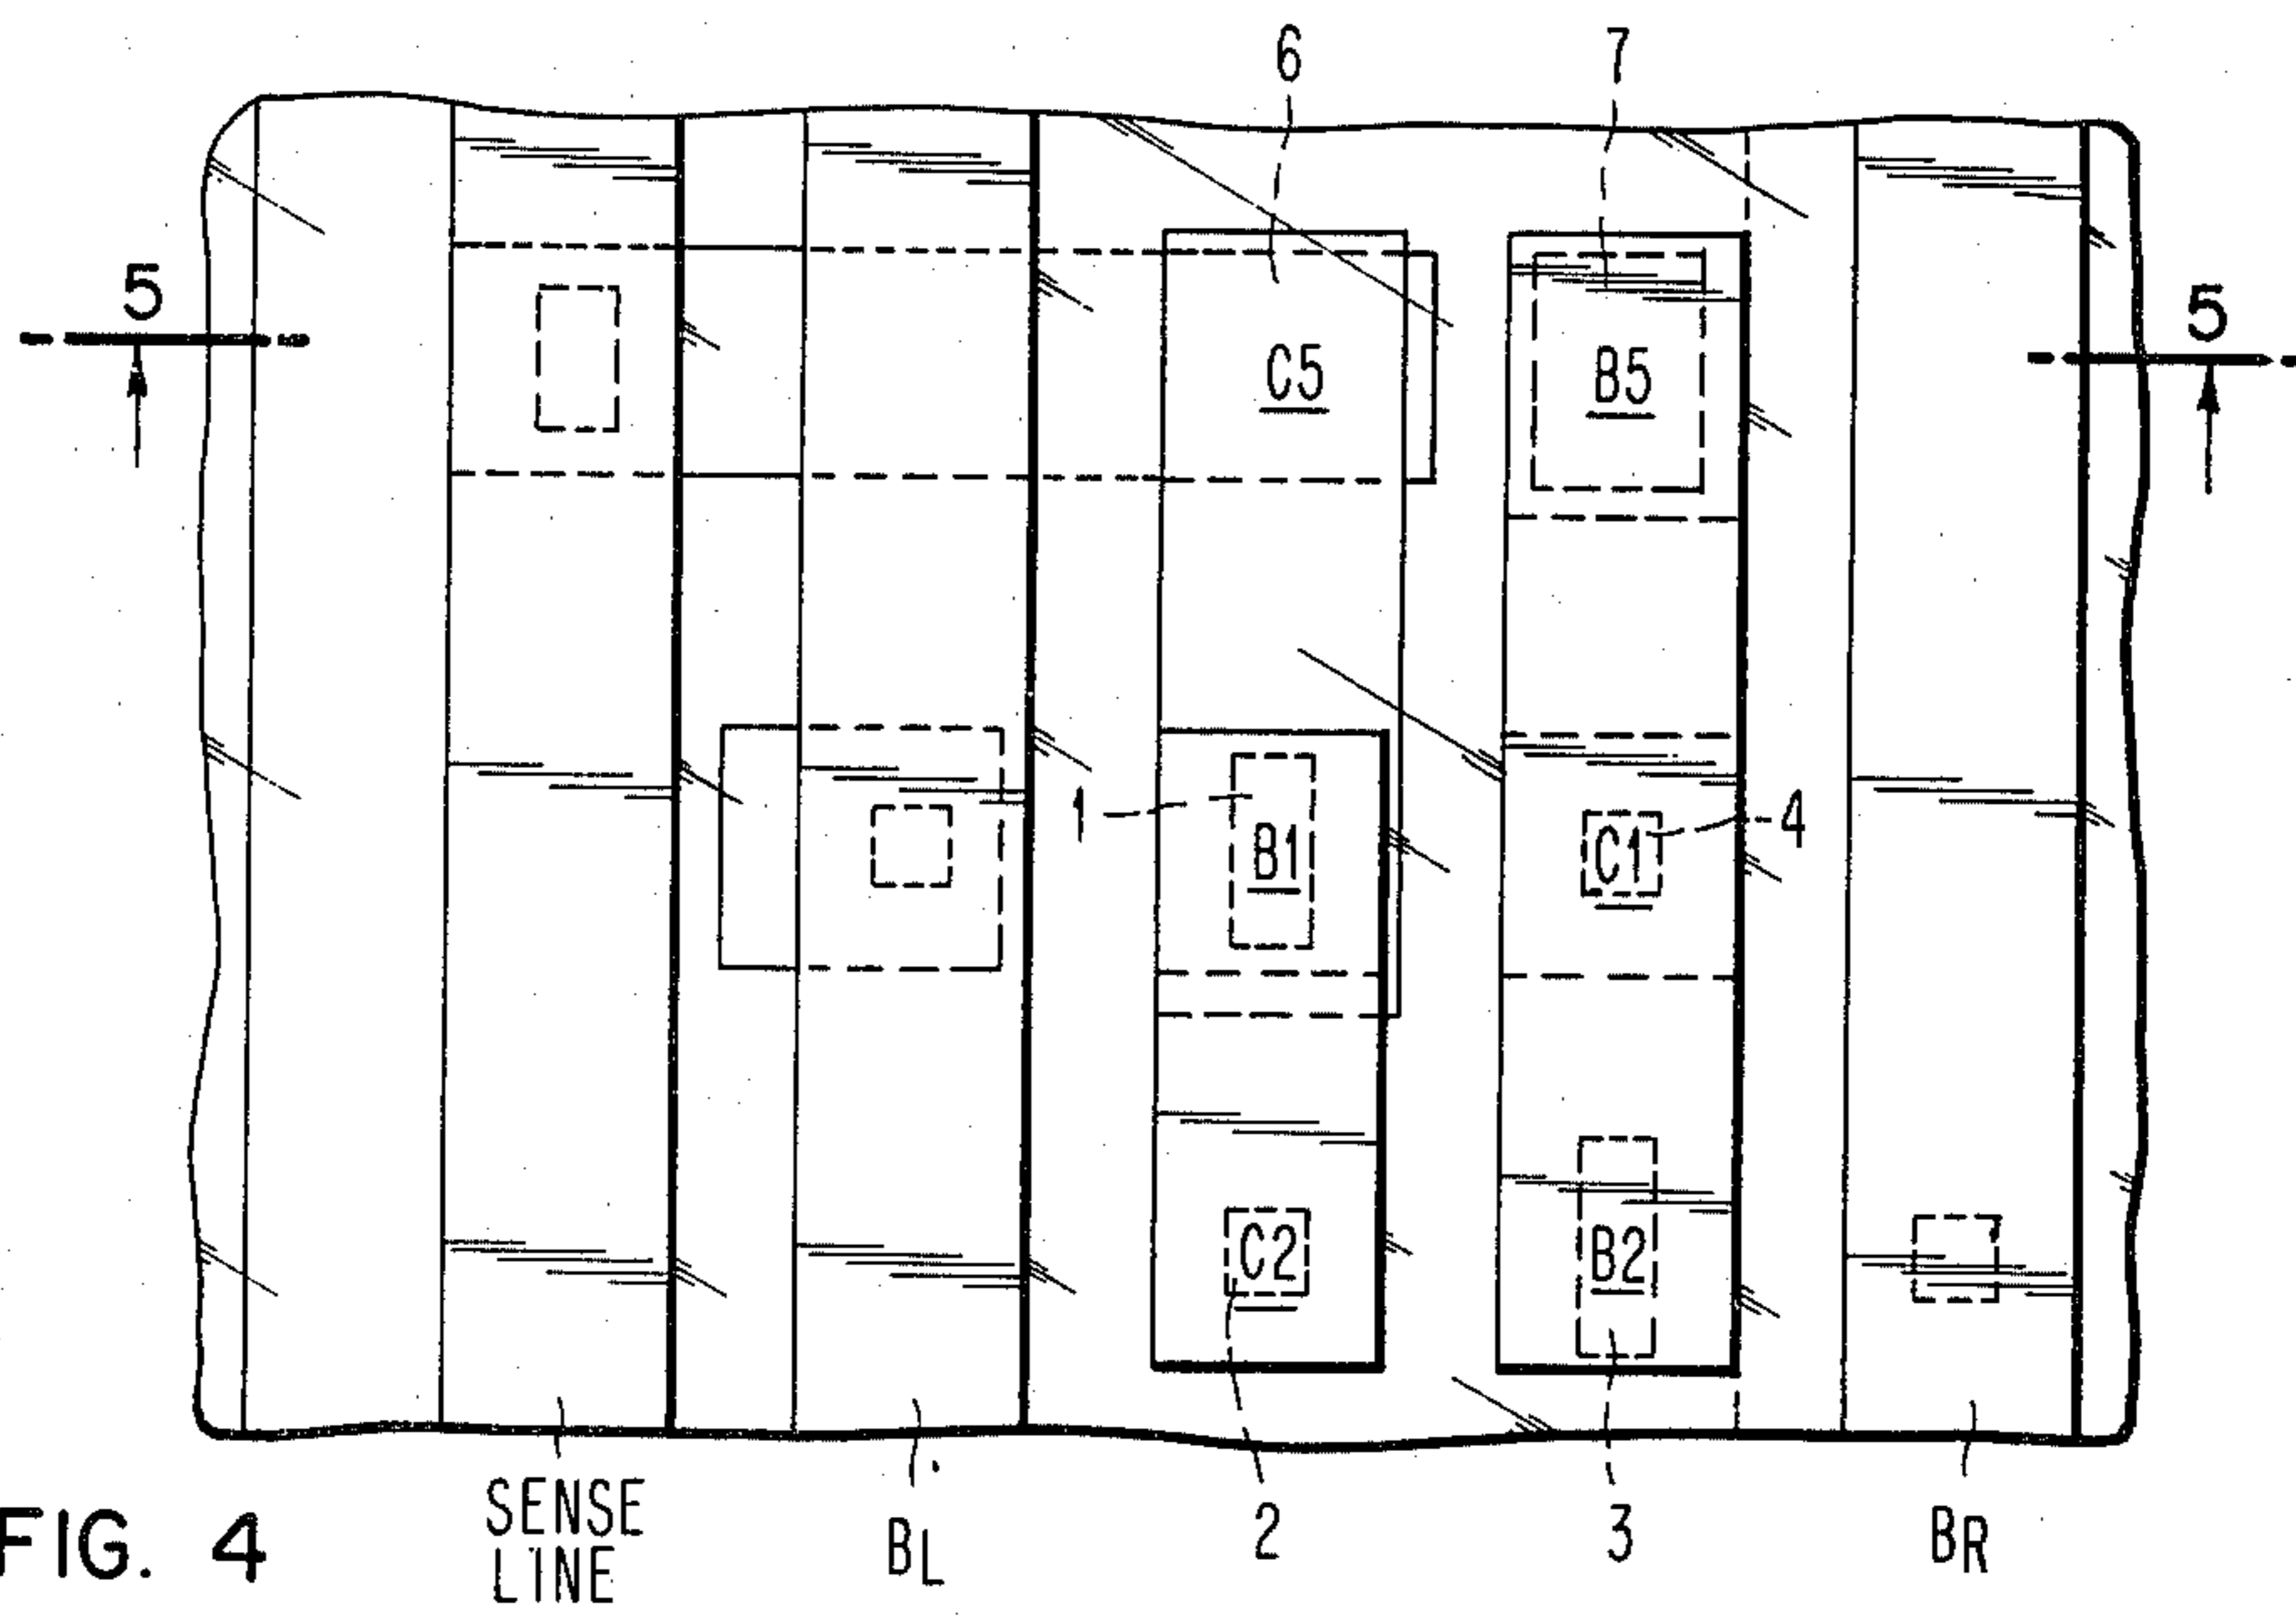 6 7
5 5
C5 B5
1 B1 C1 4
C2 B2
SENSE LINE
BL 2 3 BR
FIG. 4